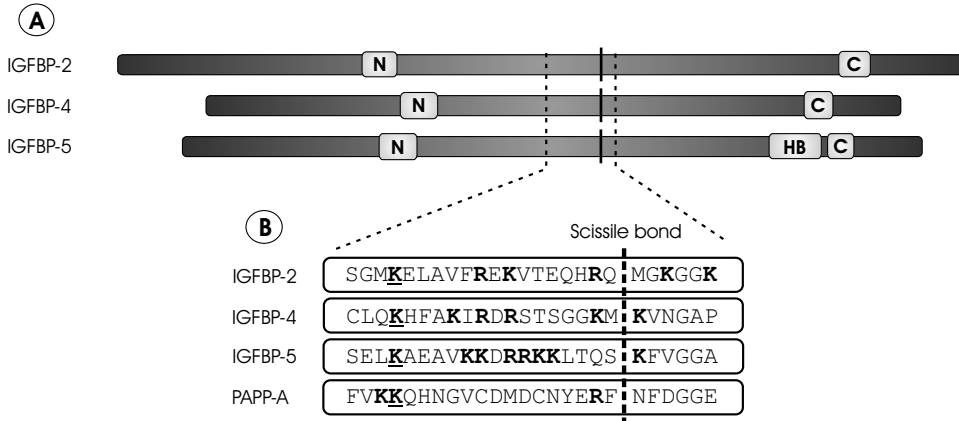 A
IGFBP-2 N C
IGFBP-4 N C
IGFBP-5 N HB C
B
Scissile bond
IGFBP-2 SGMKELAVFREKVTEQHRQ MGKGGK
IGFBP-4 CLQKHFAKIRDRSTSGGKM KVNGAP
IGFBP-5 SELKAEAVKKDRRKKLTQS KFVGGA
PAPP-A FVKKQHNGVCDMDCNYERF NFDGGE